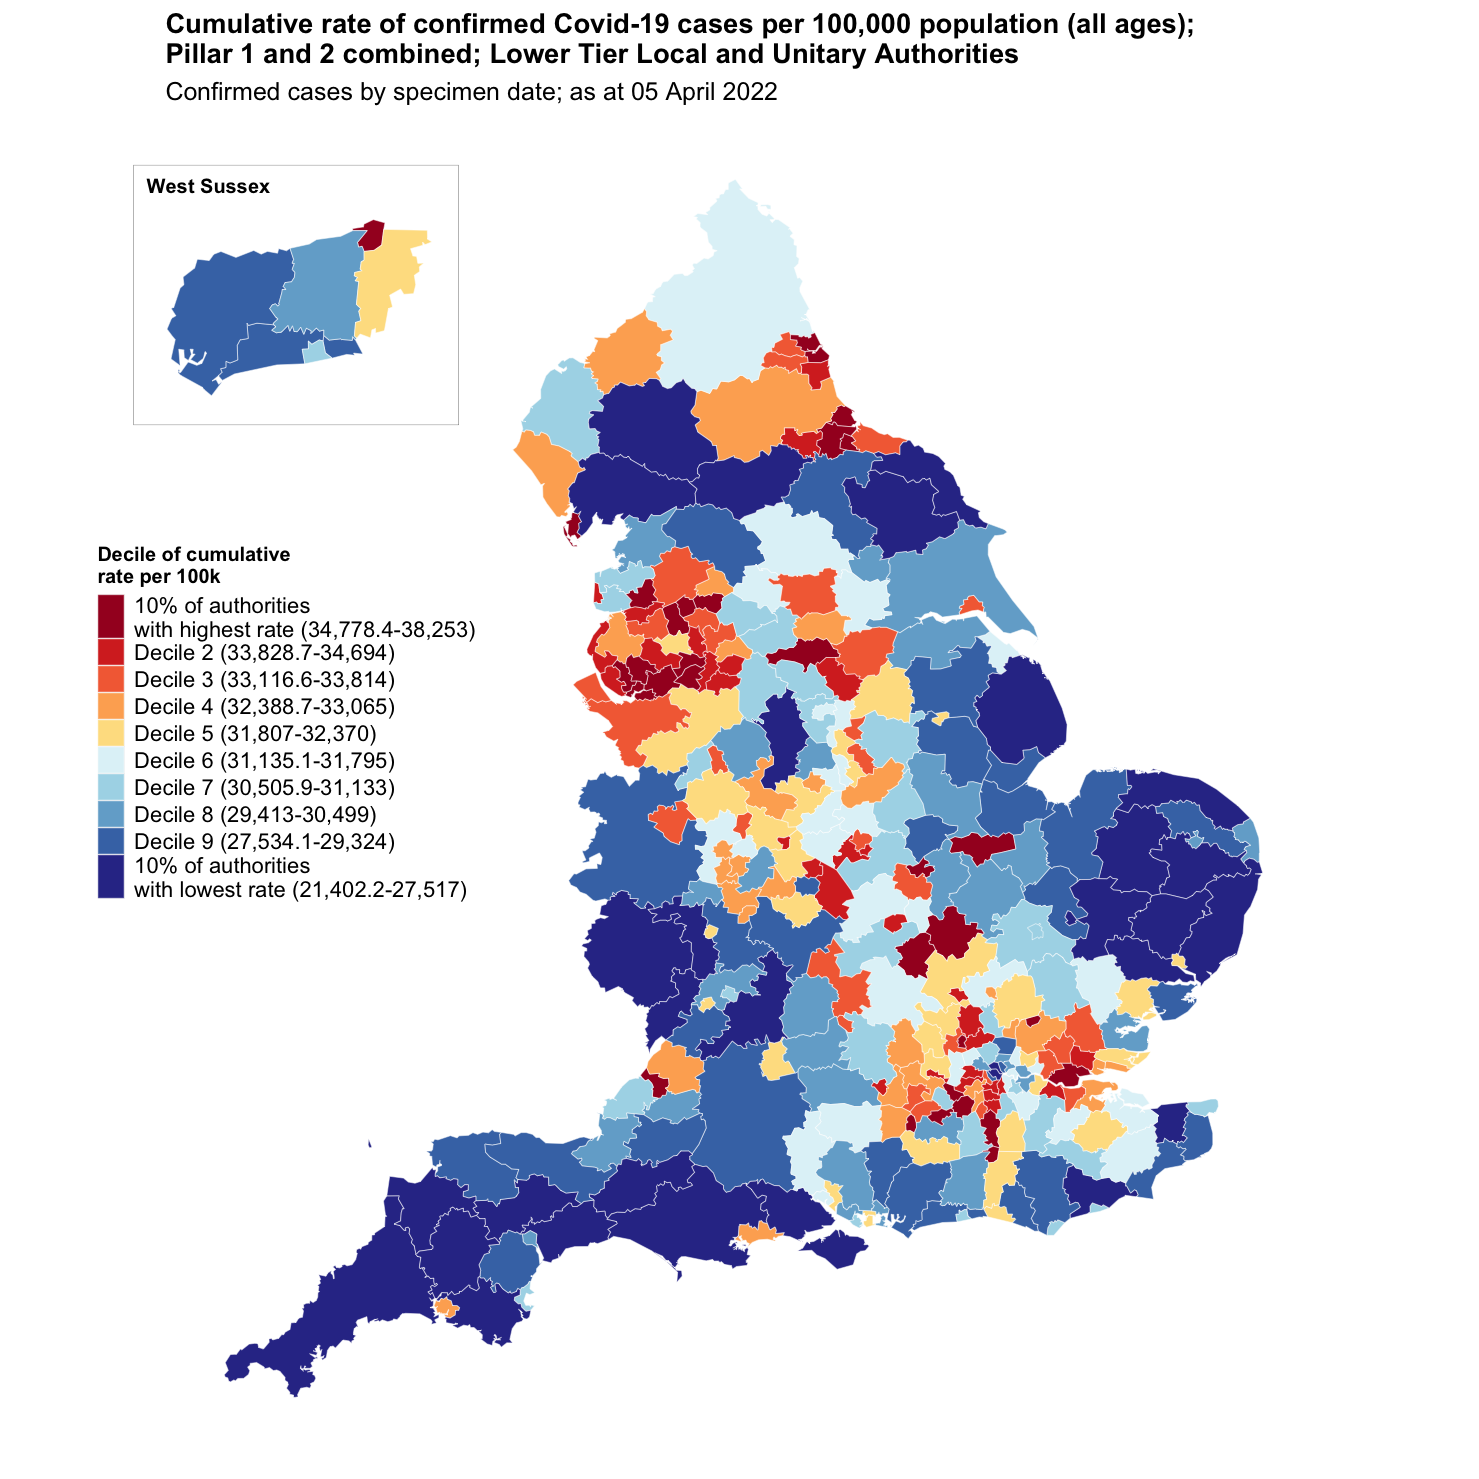 Cumulative rate of confirmed Covid-19 cases per 100,000 population (all ages);
Pillar 1 and 2 combined; Lower Tier Local and Unitary Authorities
Confirmed cases by specimen date; as at 05 April 2022
West Sussex
Decile of cumulative
rate per 100k
10% of authorities
with highest rate (34,778.4-38,253)
Decile 2 (33,828.7-34,694)
Decile 3 (33,116.6-33,814)
Decile 4 (32,388.7-33,065)
Decile 5 (31,807-32,370)
Decile 6 (31,135.1-31,795)
Decile 7 (30,505.9-31,133)
Decile 8 (29,413-30,499)
Decile 9 (27,534.1-29,324)
10% of authorities
with lowest rate (21,402.2-27,517)